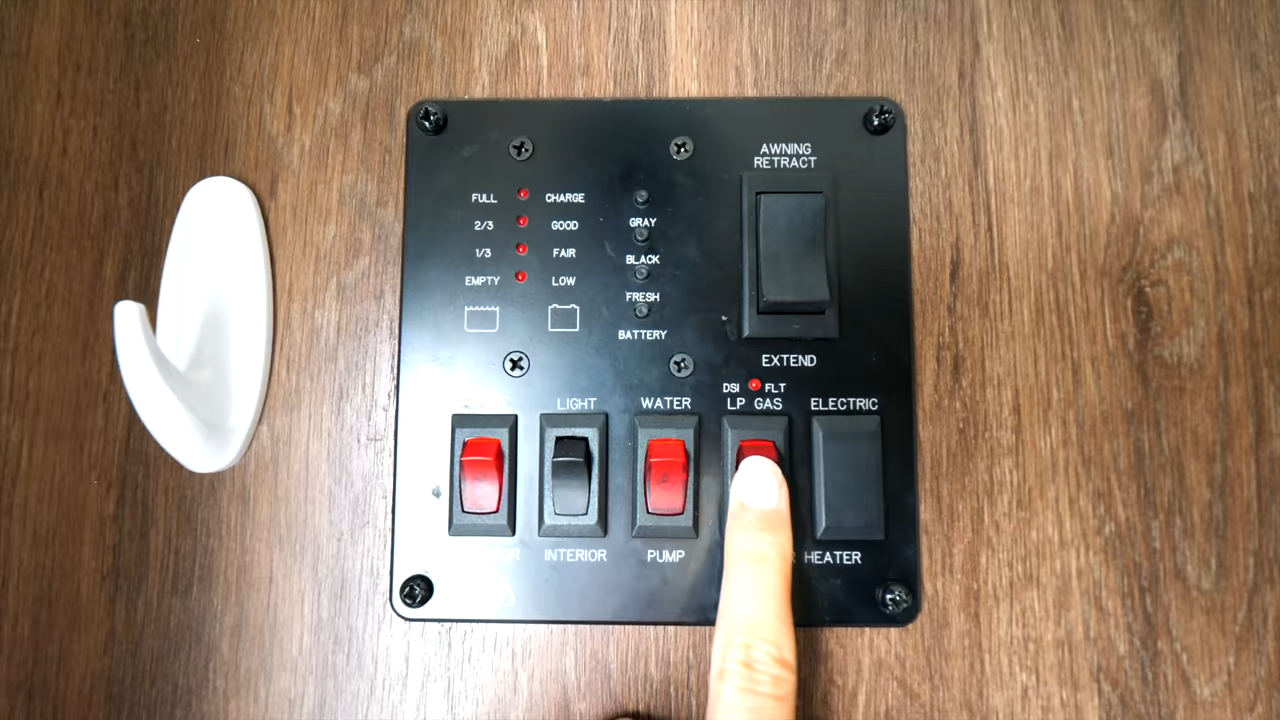 AWNING
RETRACT
FULL CHARGE
2/3 GOOD
GRAY
1/3 FAIR
BLACK
EMPTY LOW
FRESH
BATTERY
EXTEND
DSI FLT
LIGHT WATER LP GAS ELECTRIC
INTERIOR PUMP HEATER